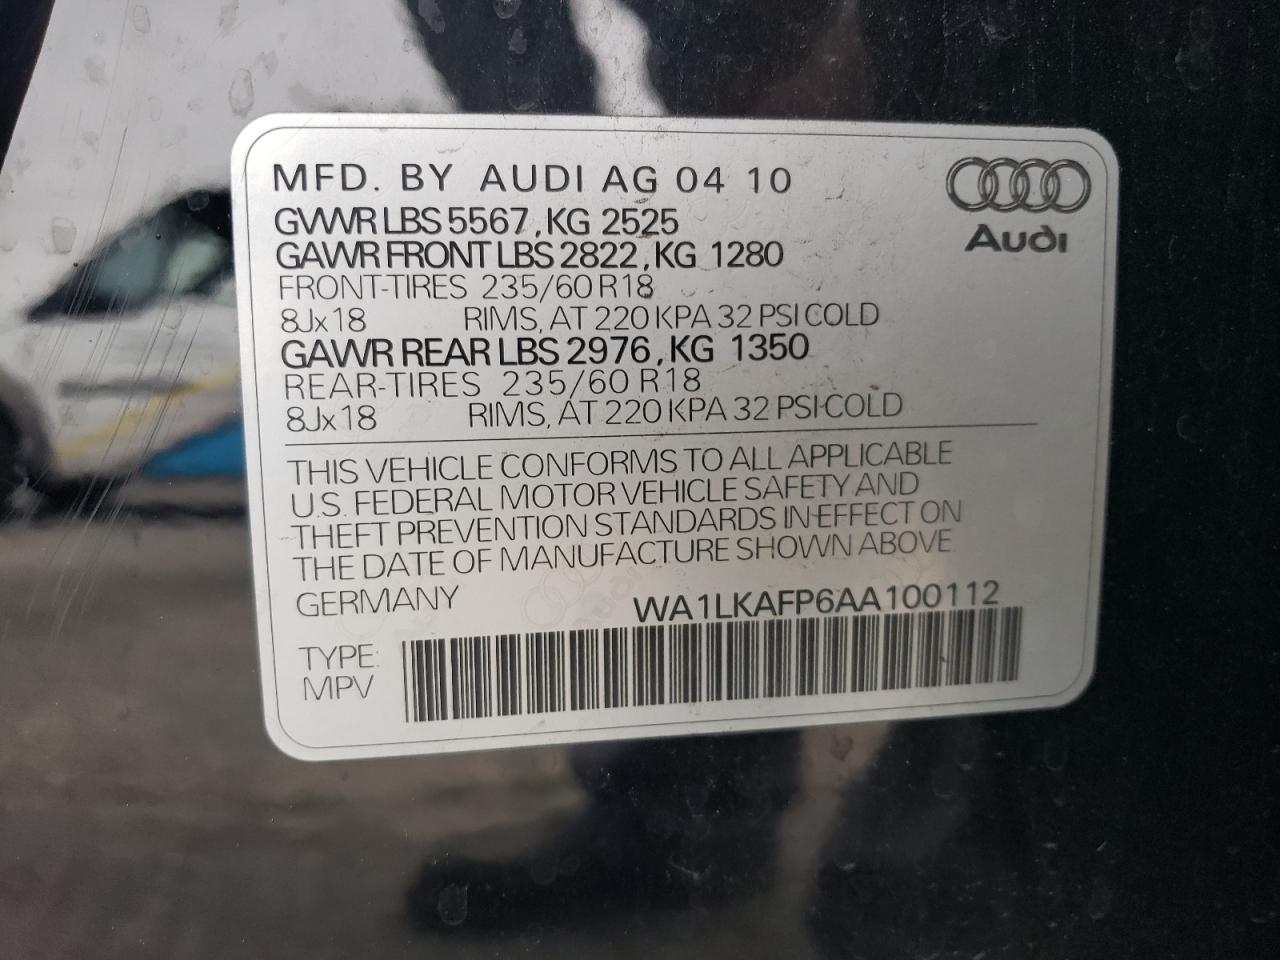 MFD. BY AUDI AG 04 10
Audi
GVWR LBS 5567, KG 2525
GAWR FRONT LBS 2822, KG 1280
FRONT-TIRES 235/60 R18
8Jx18 RIMS, AT 220 KPA 32 PSI COLD
GAWR REAR LBS 2976, KG 1350
REAR-TIRES 235/60 R18
8Jx18 RIMS, AT 220 KPA 32 PSI COLD
THIS VEHICLE CONFORMS TO ALL APPLICABLE
U.S. FEDERAL MOTOR VEHICLE SAFETY AND
THEFT PREVENTION STANDARDS IN EFFECT ON
THE DATE OF MANUFACTURE SHOWN ABOVE
GERMANY WA1LKAFP6AA100112
TYPE:
MPV